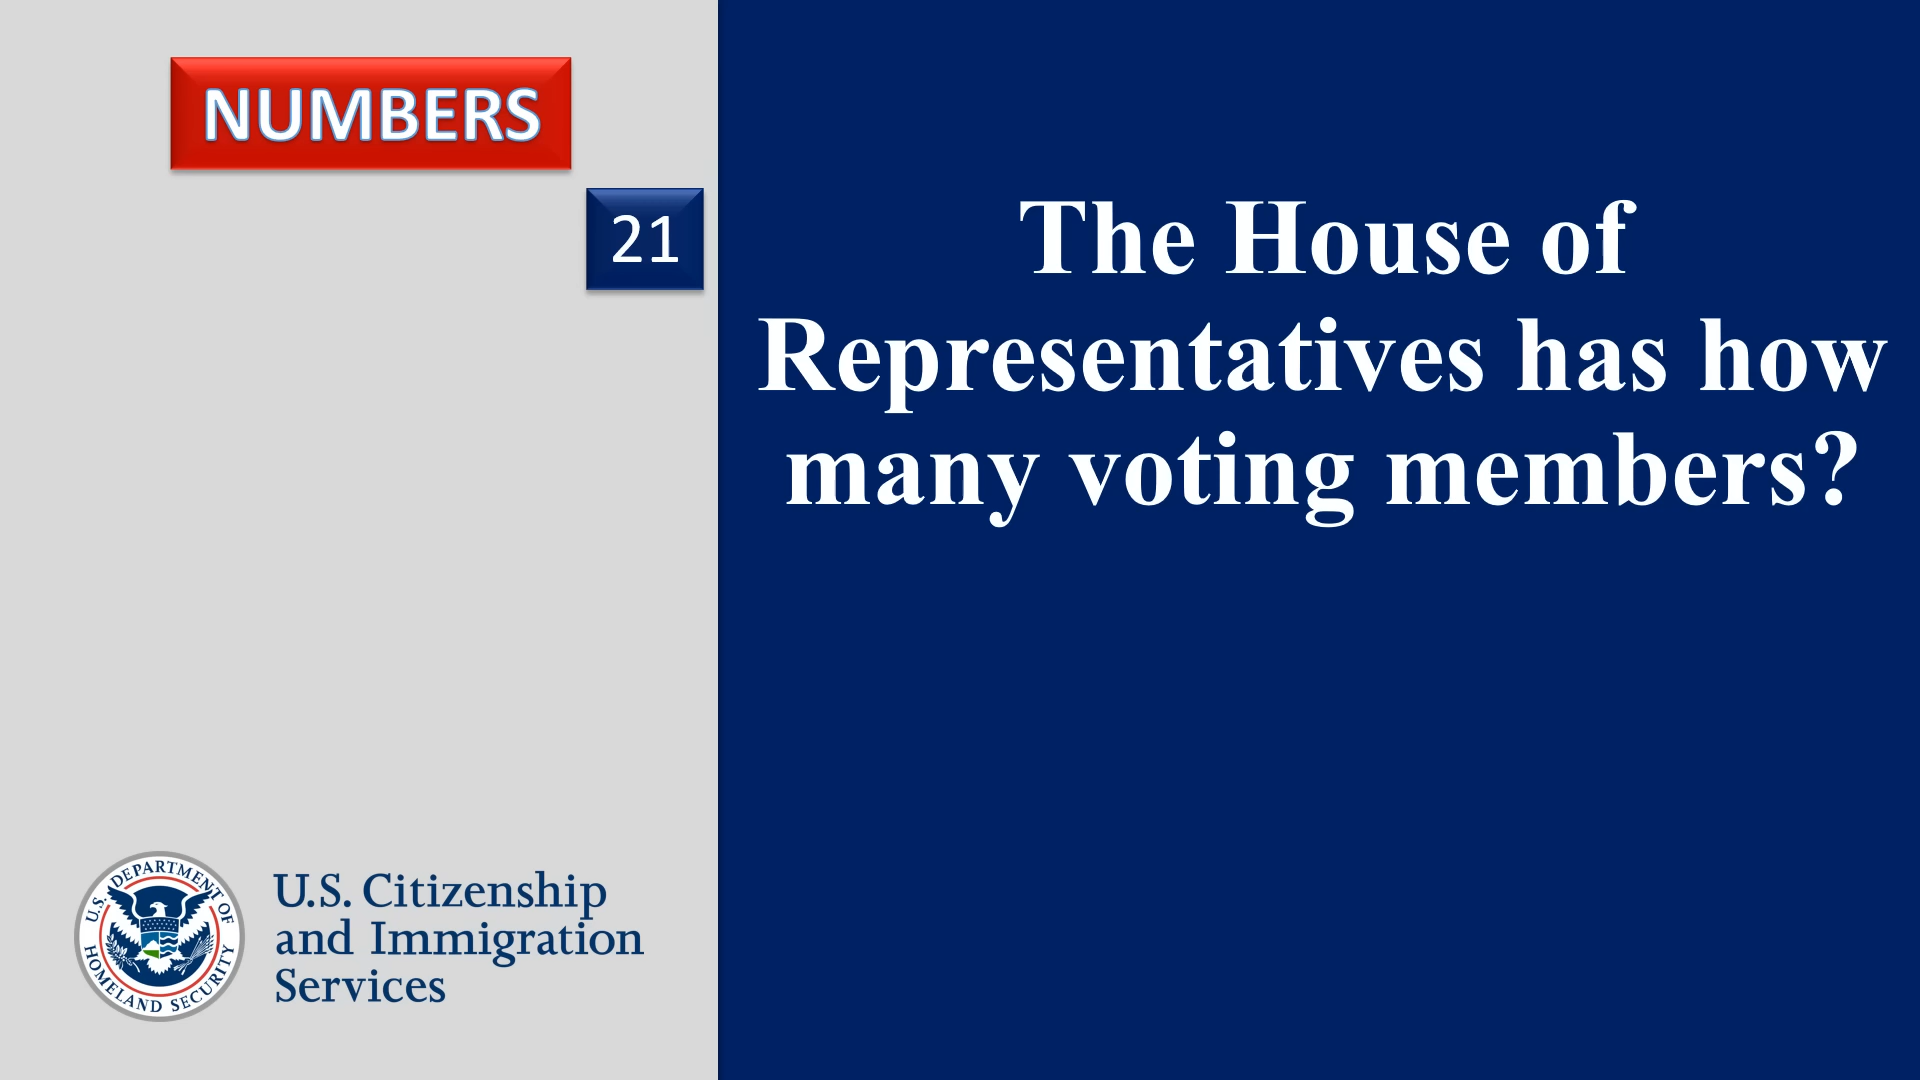 NUMBERS
21
The House of
Representatives has how
many voting members?
U.S. DEPARTMENT OF
HOMELAND SECURITY
U.S. Citizenship
and Immigration
Services